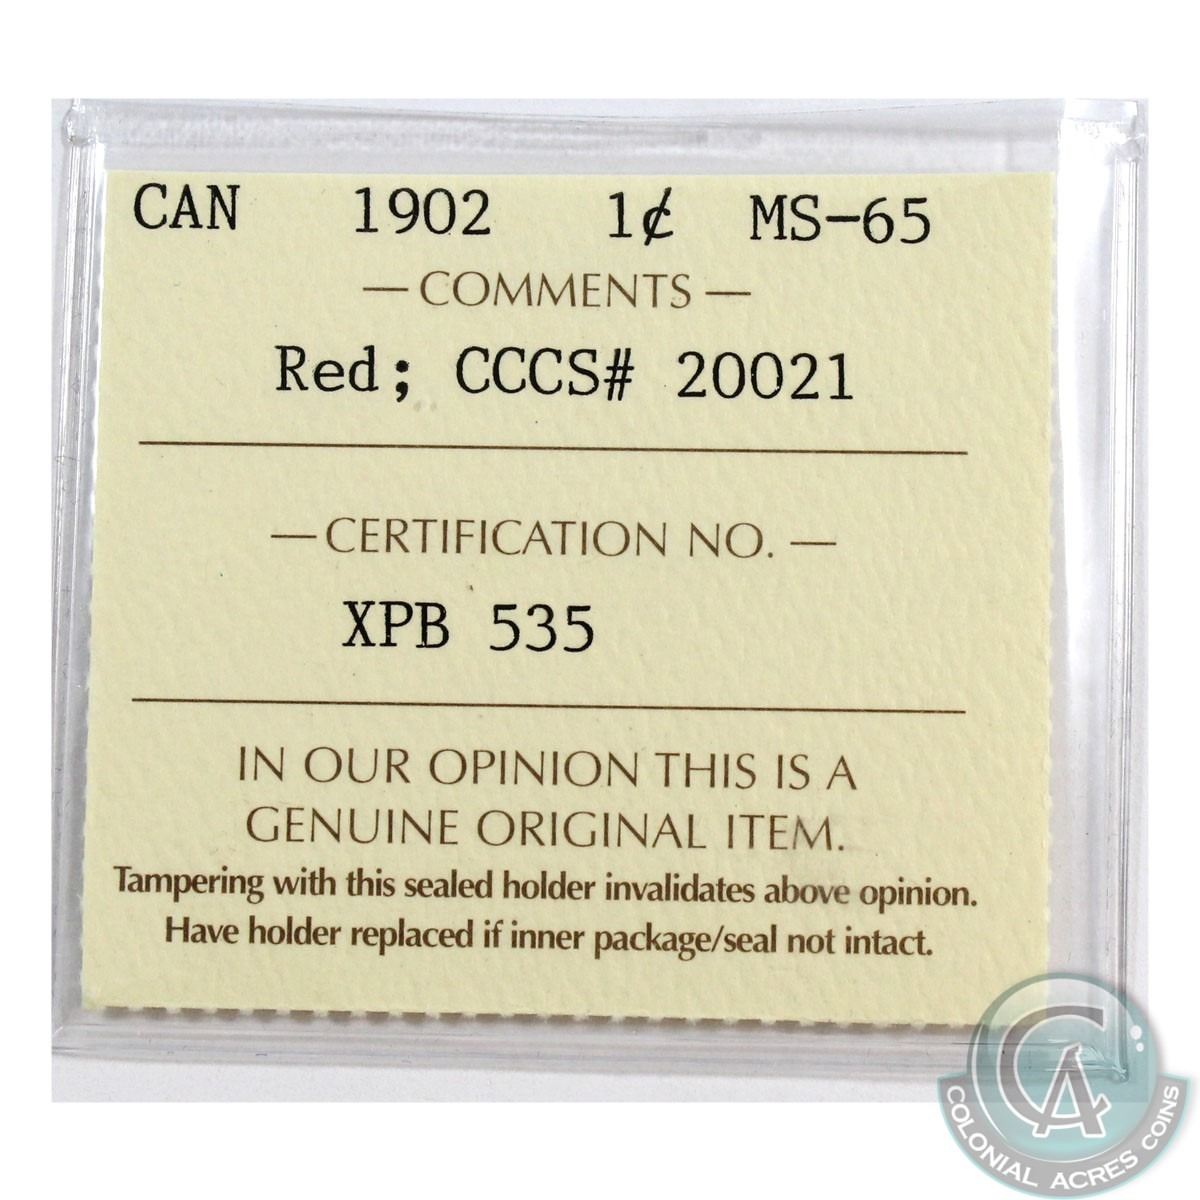 CAN 1902 1¢ MS-65
— COMMENTS —
Red; CCCS# 20021
— CERTIFICATION NO. —
XPB 535
IN OUR OPINION THIS IS A
GENUINE ORIGINAL ITEM.
Tampering with this sealed holder invalidates above opinion.
Have holder replaced if inner package/seal not intact.
CA
COLONIAL ACRES COINS